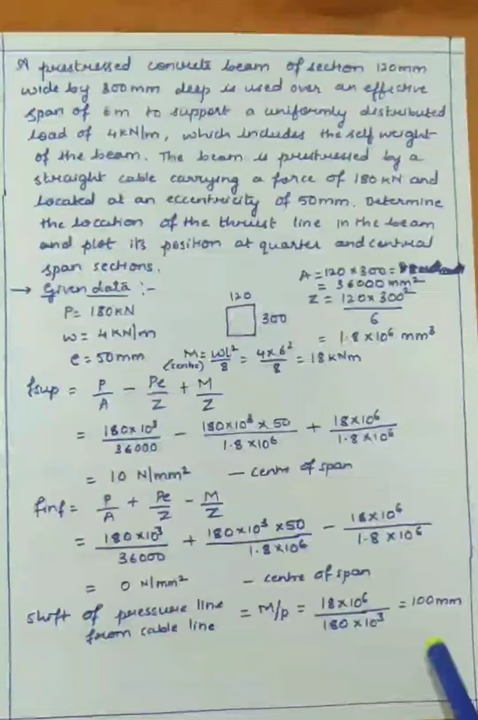 A prestressed concrete beam of section 120mm
wide by 300mm deep is used over an effective
span of 6m to support a uniformly distributed
load of 4KN/m, which includes the self weight
of the beam. The beam is prestressed by a
straight cable carrying a force of 180KN and
located at an eccentricity of 50mm. Determine
the location of the thrust line in the beam
and plot its position at quarter and central
span sections.
→ Given data :-
P = 180KN
w = 4KN/m
e = 50mm
120
300
A = 120 × 300 =
= 36000 mm²
Z = 120 × 300² / 6
= 1.8 × 10⁶ mm³
M (centre) = wl²/8 = 4×6²/8 = 18KNm
fsup = P/A − Pe/Z + M/Z
= 180×10³/36000 − 180×10³×50/1.8×10⁶ + 18×10⁶/1.8×10⁶
= 10 N/mm² — centre of span
finf = P/A + Pe/Z − M/Z
= 180×10³/36000 + 180×10³×50/1.8×10⁶ − 18×10⁶/1.8×10⁶
= 0 N/mm² — centre of span
Shift of pressure line from cable line = M/P = 18×10⁶/180×10³ = 100mm